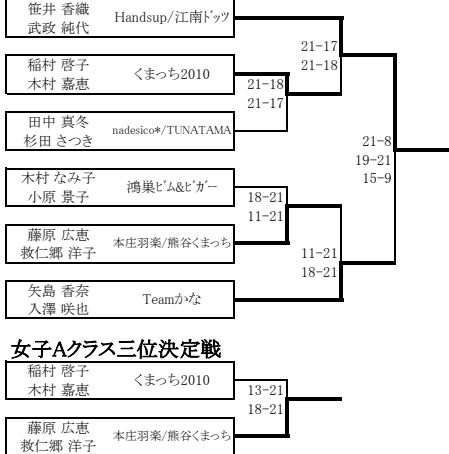 笹井 香織
武政 純代
Handsup/江南ﾄﾞｯﾂ
21-17
21-18
稲村 啓子
木村 嘉恵
くまっち2010
21-18
21-17
田中 真冬
杉田 さつき
nadesico*/TUNATAMA
21-8
19-21
15-9
木村 なみ子
小原 景子
鴻巣ﾋﾞﾑ&ﾋﾞｶﾞｰ
18-21
11-21
藤原 広恵
救仁郷 洋子
本庄羽楽/熊谷くまっち
11-21
18-21
矢島 香奈
入澤 咲也
Teamかな
女子Aクラス三位決定戦
稲村 啓子
木村 嘉恵
くまっち2010
13-21
18-21
藤原 広恵
救仁郷 洋子
本庄羽楽/熊谷くまっち